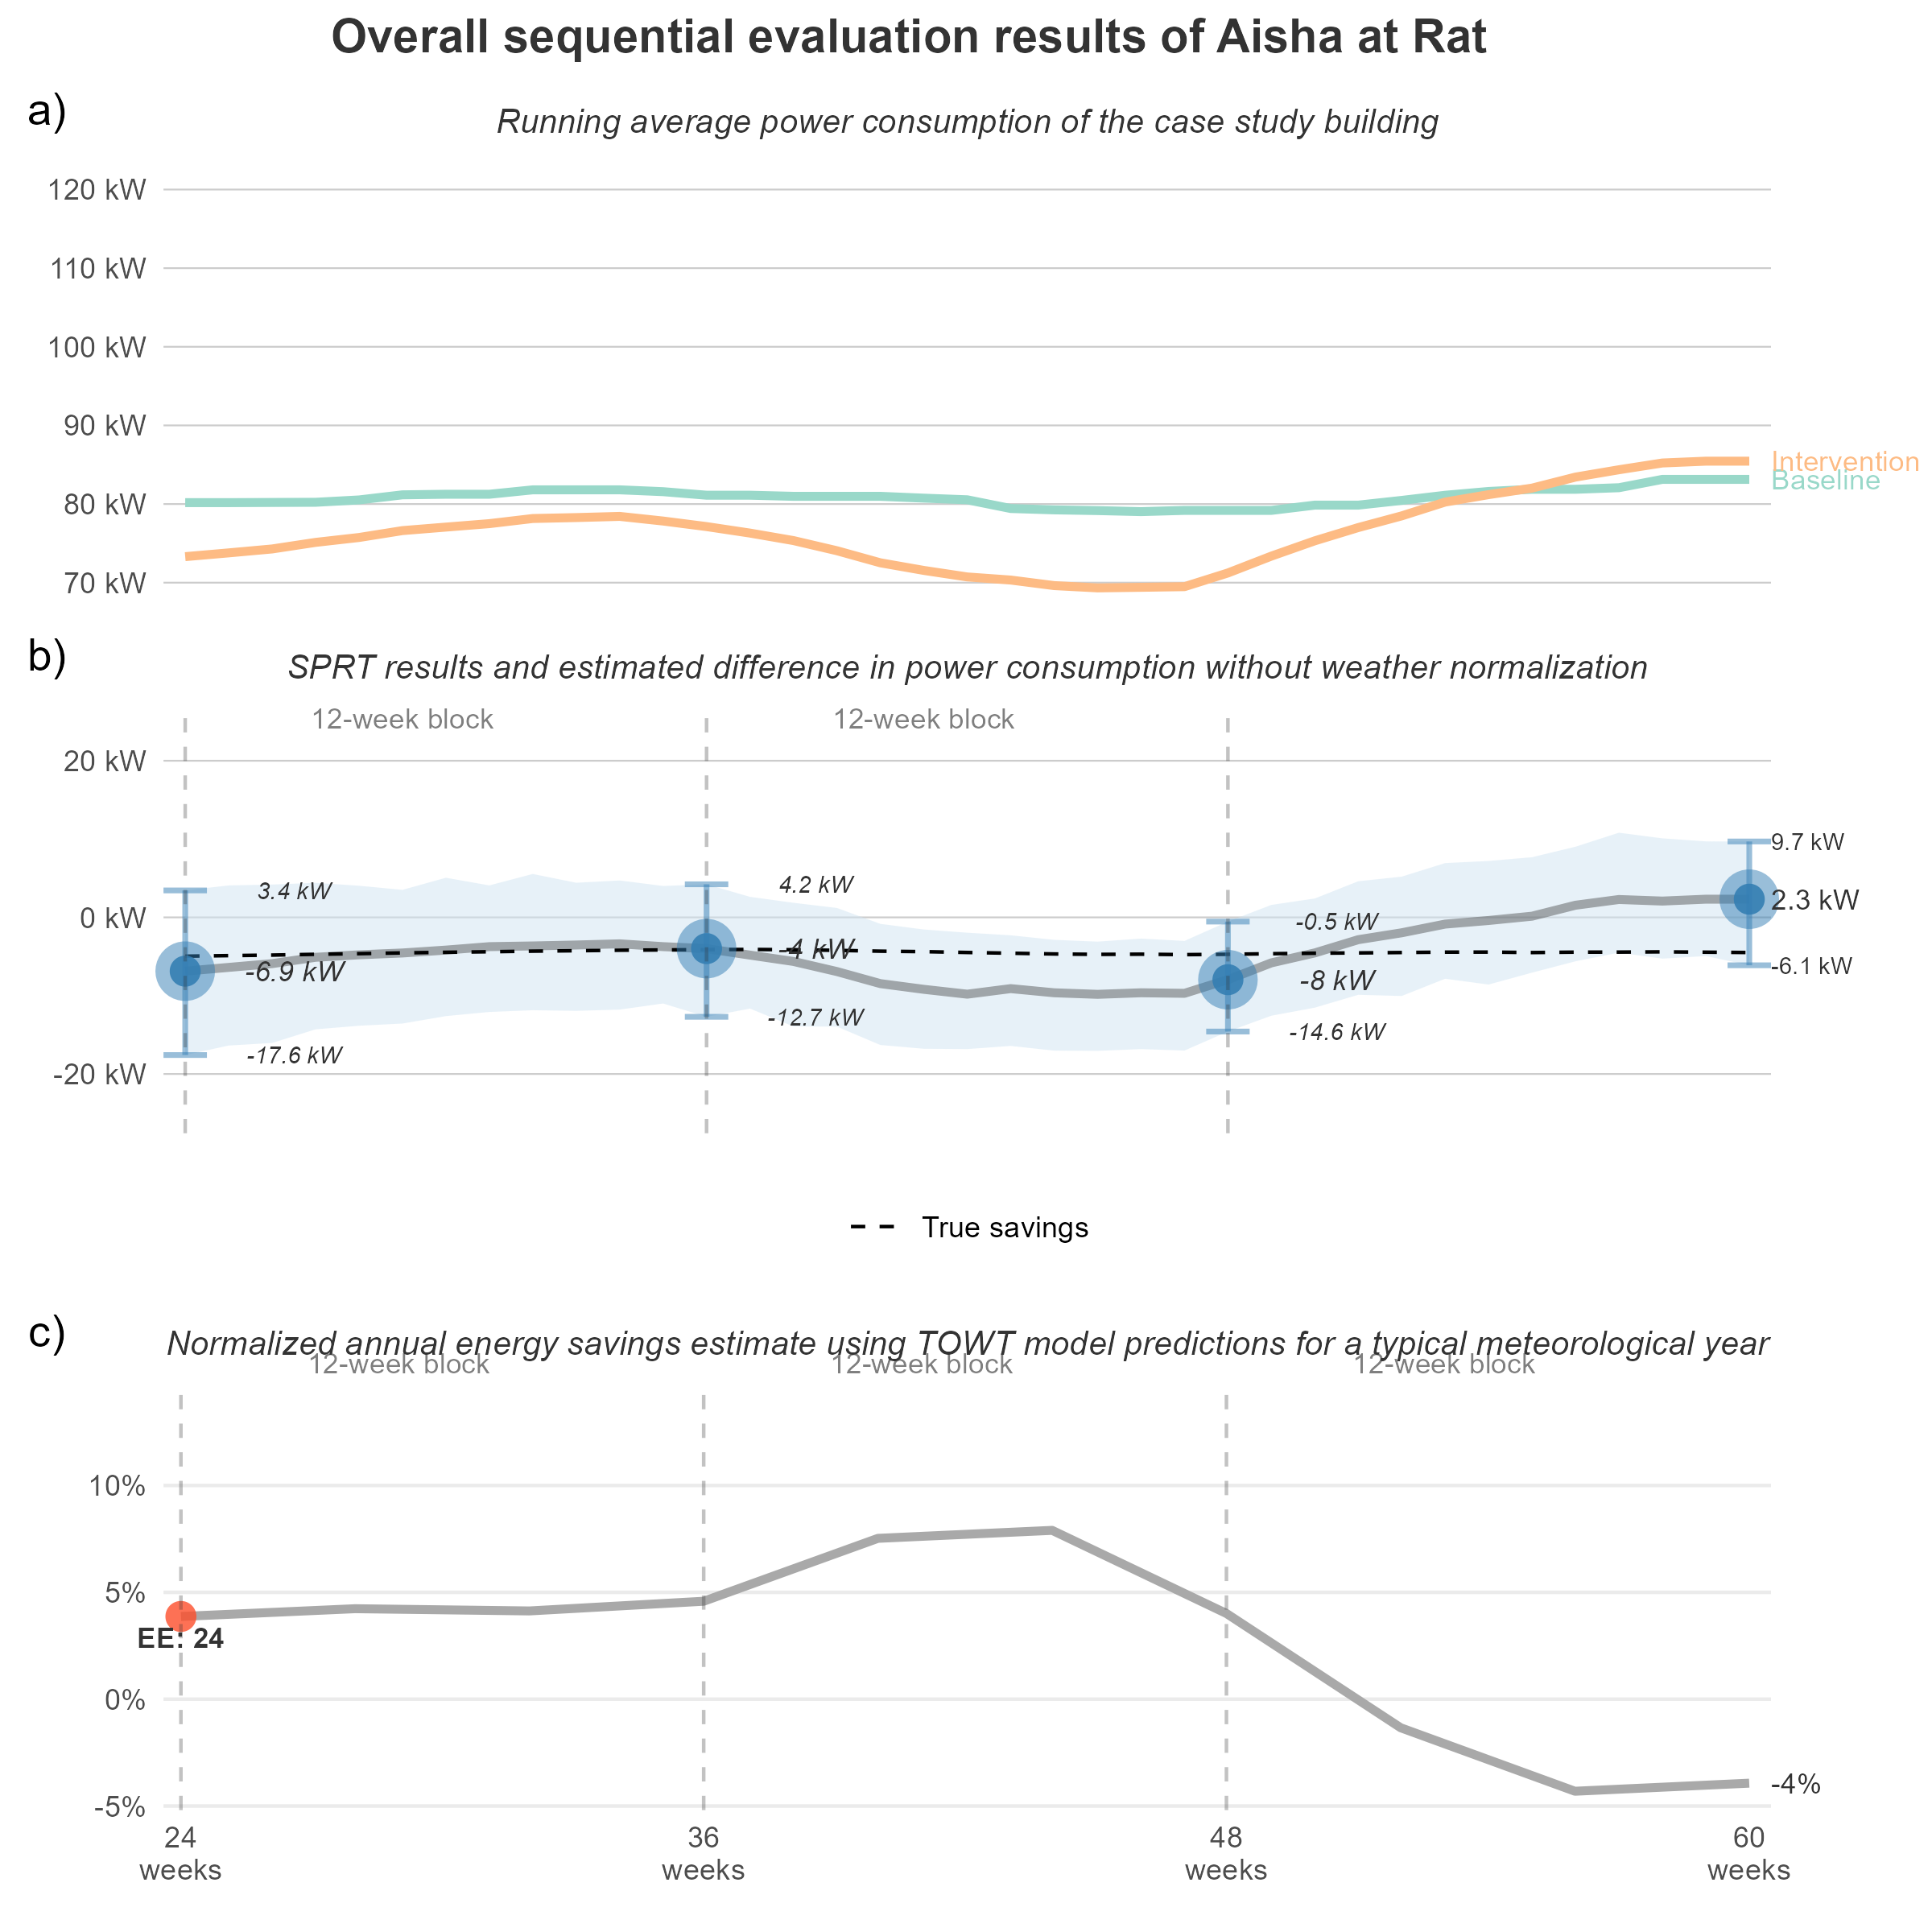 Overall sequential evaluation results of Aisha at Rat
a)
Running average power consumption of the case study building
120 kW
110 kW
100 kW
90 kW
80 kW
70 kW
Intervention
Baseline
b)
SPRT results and estimated difference in power consumption without weather normalization
12-week block
12-week block
20 kW
0 kW
-20 kW
3.4 kW
-6.9 kW
-17.6 kW
4.2 kW
-4 kW
-12.7 kW
-0.5 kW
-8 kW
-14.6 kW
9.7 kW
2.3 kW
-6.1 kW
True savings
c)
Normalized annual energy savings estimate using TOWT model predictions for a typical meteorological year
12-week block
12-week block
12-week block
10%
5%
0%
-5%
EE: 24
-4%
24
weeks
36
weeks
48
weeks
60
weeks